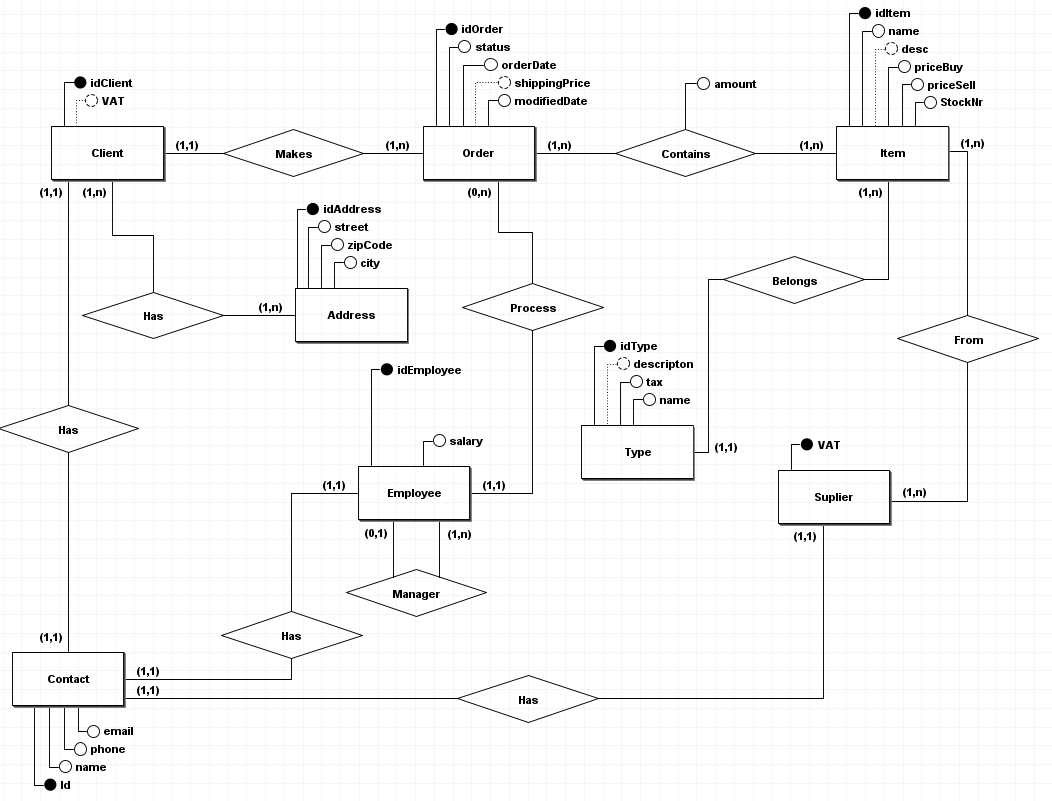 idItem
name
desc
priceBuy
priceSell
StockNr
idOrder
status
orderDate
shippingPrice
modifiedDate
amount
idClient
VAT
Client
(1,1)
Makes
(1,n)
Order
(1,n)
Contains
(1,n)
Item
(1,n)
(1,1)
(1,n)
(0,n)
(1,n)
idAddress
street
zipCode
city
Has
(1,n)
Address
Process
Belongs
From
idType
descripton
tax
name
Type
(1,1)
idEmployee
salary
Has
VAT
Suplier
(1,n)
(1,1)
(1,1)
Employee
(1,1)
(0,1)
(1,n)
Manager
Has
(1,1)
Contact
(1,1)
(1,1)
Has
email
phone
name
Id